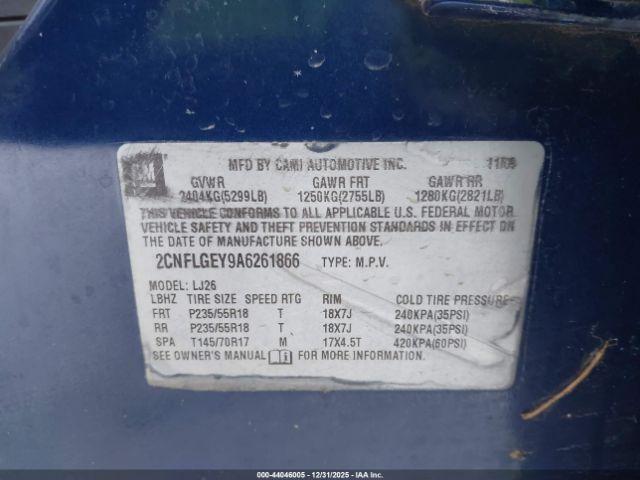 GM
MFD BY CAMI AUTOMOTIVE INC.
GVWR GAWR FRT GAWR RR
2404KG(5299LB) 1250KG(2755LB) 1280KG(2821LB)
THIS VEHICLE CONFORMS TO ALL APPLICABLE U.S. FEDERAL MOTOR
VEHICLE SAFETY AND THEFT PREVENTION STANDARDS IN EFFECT ON
THE DATE OF MANUFACTURE SHOWN ABOVE.
2CNFLGEY9A6261866 TYPE: M.P.V.
MODEL: LJ26
LBHZ TIRE SIZE SPEED RTG RIM COLD TIRE PRESSURE
FRT P235/55R18 T 18X7J 240KPA(35PSI)
RR P235/55R18 T 18X7J 240KPA(35PSI)
SPA T145/70R17 M 17X4.5T 420KPA(60PSI)
SEE OWNER'S MANUAL i FOR MORE INFORMATION.
000-44046005 • 12/31/2025 • IAAI.COM